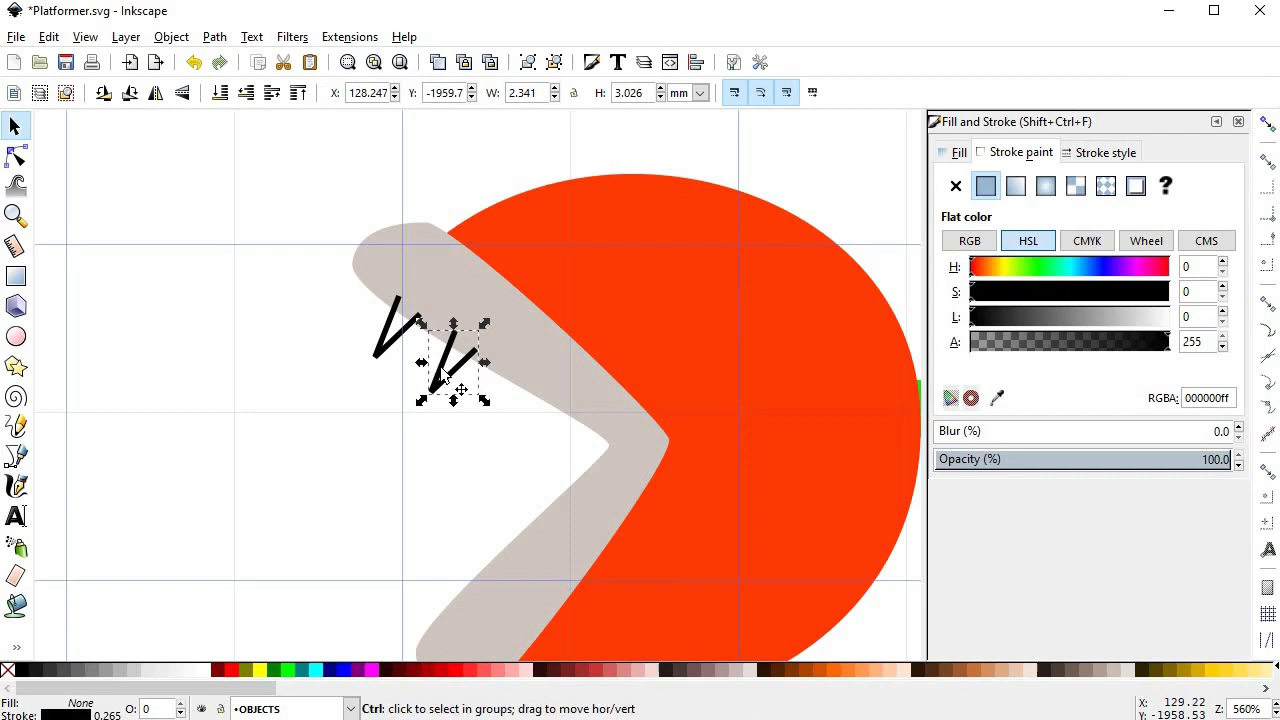 *Platformer.svg - Inkscape
File Edit View Layer Object Path Text Filters Extensions Help
X: 128.247 Y: -1959.7 W: 2.341 H: 3.026 mm
Fill and Stroke (Shift+Ctrl+F)
Fill Stroke paint Stroke style
?
Flat color
RGB HSL CMYK Wheel CMS
H: 0
S: 0
L: 0
A: 255
RGBA: 000000ff
Blur (%) 0.0
Opacity (%) 100.0
Fill: None O: 0 •OBJECTS Ctrl: click to select in groups; drag to move hor/vert X: 129.22 Z: 560%
Stroke: 0.265 Y: -1958.53